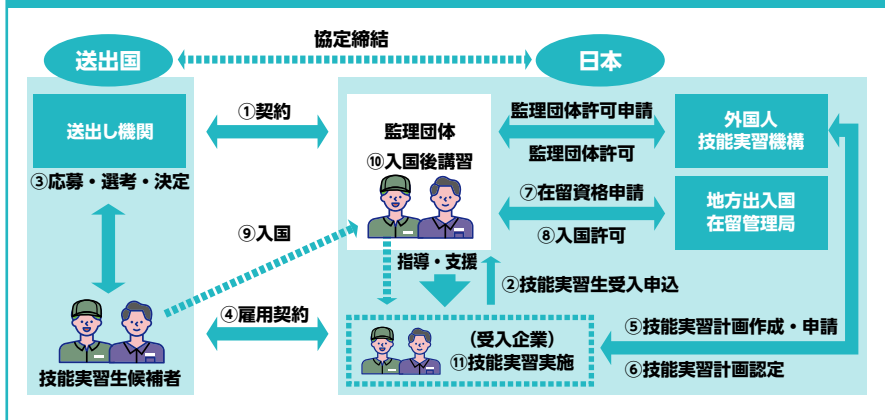 協定締結
送出国
日本
送出し機関
①契約
監理団体
⑩入国後講習
監理団体許可申請
監理団体許可
外国人
技能実習機構
③応募・選考・決定
⑦在留資格申請
⑧入国許可
地方出入国
在留管理局
⑨入国
指導・支援
②技能実習生受入申込
④雇用契約
(受入企業)
⑪技能実習実施
⑤技能実習計画作成・申請
⑥技能実習計画認定
技能実習生候補者